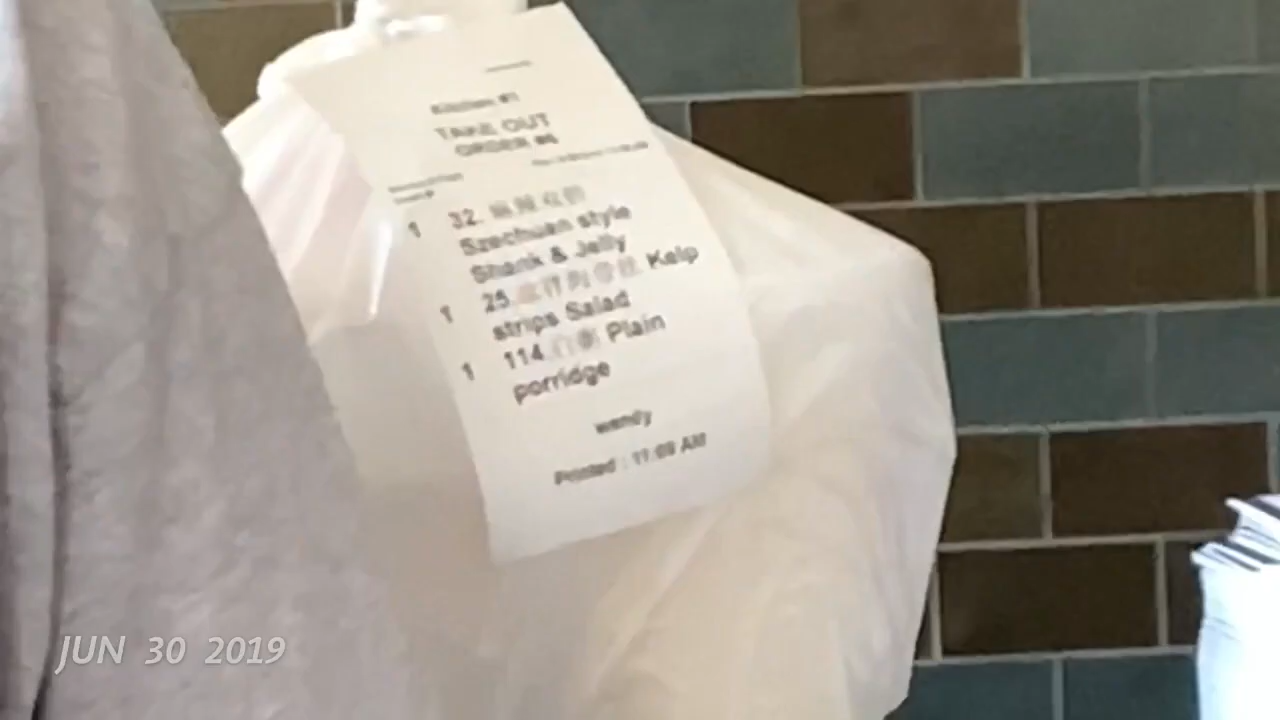 Kitchen #1
TAKE OUT
ORDER #6
1 32.
Szechuan style
Shank & Jelly
1 25. Kelp
strips Salad
1 114. Plain
porridge
wendy
Printed : 11:09 AM
JUN 30 2019